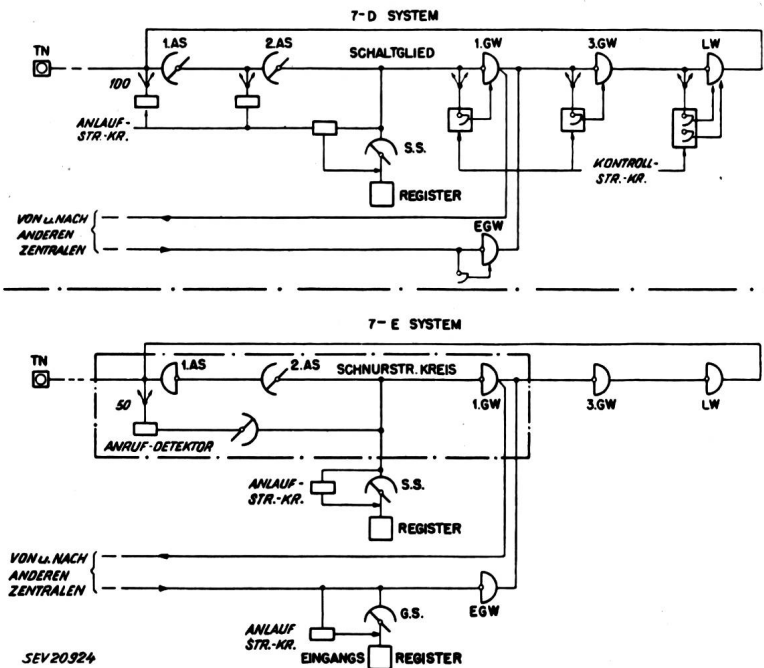 7-D SYSTEM
TN
1.AS
2.AS
SCHALTGLIED
1.GW
3.GW
LW
100
ANLAUF-
STR.-KR.
S.S.
REGISTER
KONTROLL-
STR.-KR.
VON u. NACH
ANDEREN
ZENTRALEN
EGW
7-E SYSTEM
TN
1.AS
2.AS
SCHNURSTR. KREIS
1.GW
3.GW
LW
50
ANRUF-DETEKTOR
ANLAUF-
STR.-KR.
S.S.
REGISTER
VON u. NACH
ANDEREN
ZENTRALEN
EGW
G.S.
ANLAUF
STR.-KR.
EINGANGS REGISTER
SEV20924